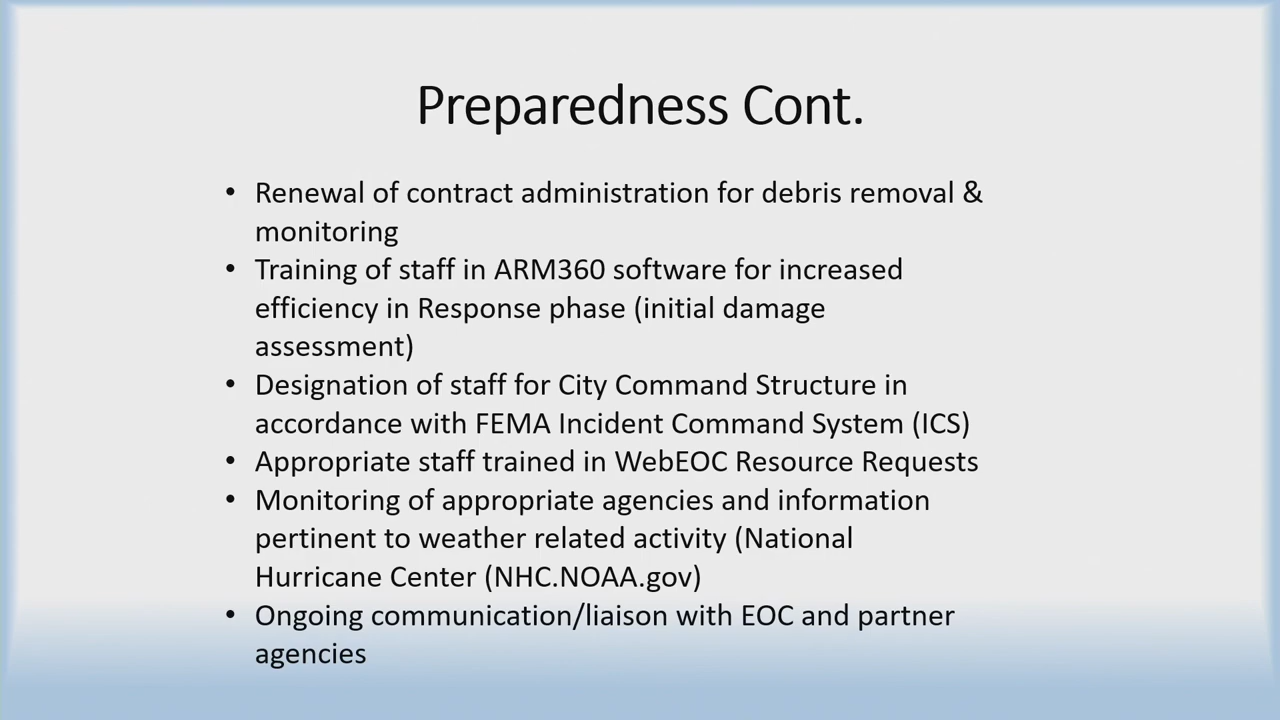 Preparedness Cont.
• Renewal of contract administration for debris removal &
monitoring
• Training of staff in ARM360 software for increased
efficiency in Response phase (initial damage
assessment)
• Designation of staff for City Command Structure in
accordance with FEMA Incident Command System (ICS)
• Appropriate staff trained in WebEOC Resource Requests
• Monitoring of appropriate agencies and information
pertinent to weather related activity (National
Hurricane Center (NHC.NOAA.gov)
• Ongoing communication/liaison with EOC and partner
agencies